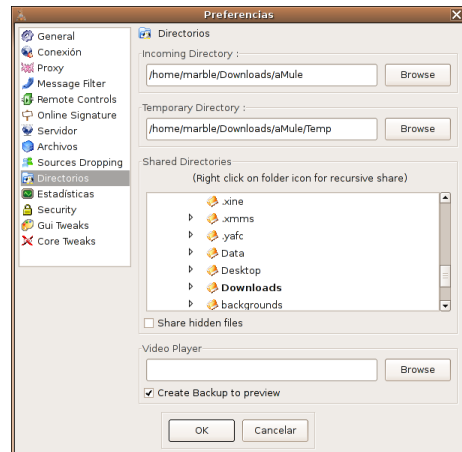 Preferencias
General
Conexión
Proxy
Message Filter
Remote Controls
Online Signature
Servidor
Archivos
Sources Dropping
Directorios
Estadísticas
Security
Gui Tweaks
Core Tweaks
Directorios
Incoming Directory :
/home/marble/Downloads/aMule
Browse
Temporary Directory :
/home/marble/Downloads/aMule/Temp
Browse
Shared Directories
(Right click on folder icon for recursive share)
.xine
.xmms
.yafc
Data
Desktop
Downloads
backgrounds
Share hidden files
Video Player
Browse
Create Backup to preview
OK
Cancelar